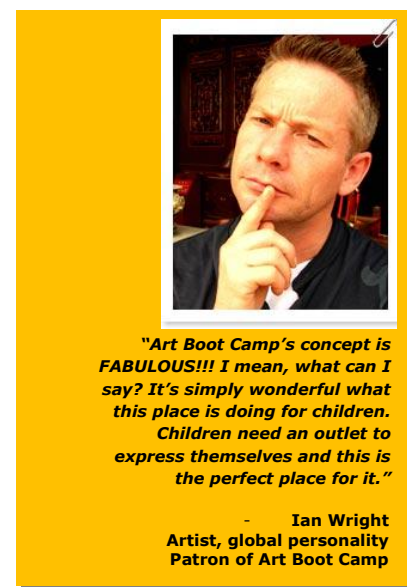 “Art Boot Camp’s concept is
FABULOUS!!! I mean, what can I
say? It’s simply wonderful what
this place is doing for children.
Children need an outlet to
express themselves and this is
the perfect place for it.”
- Ian Wright
Artist, global personality
Patron of Art Boot Camp